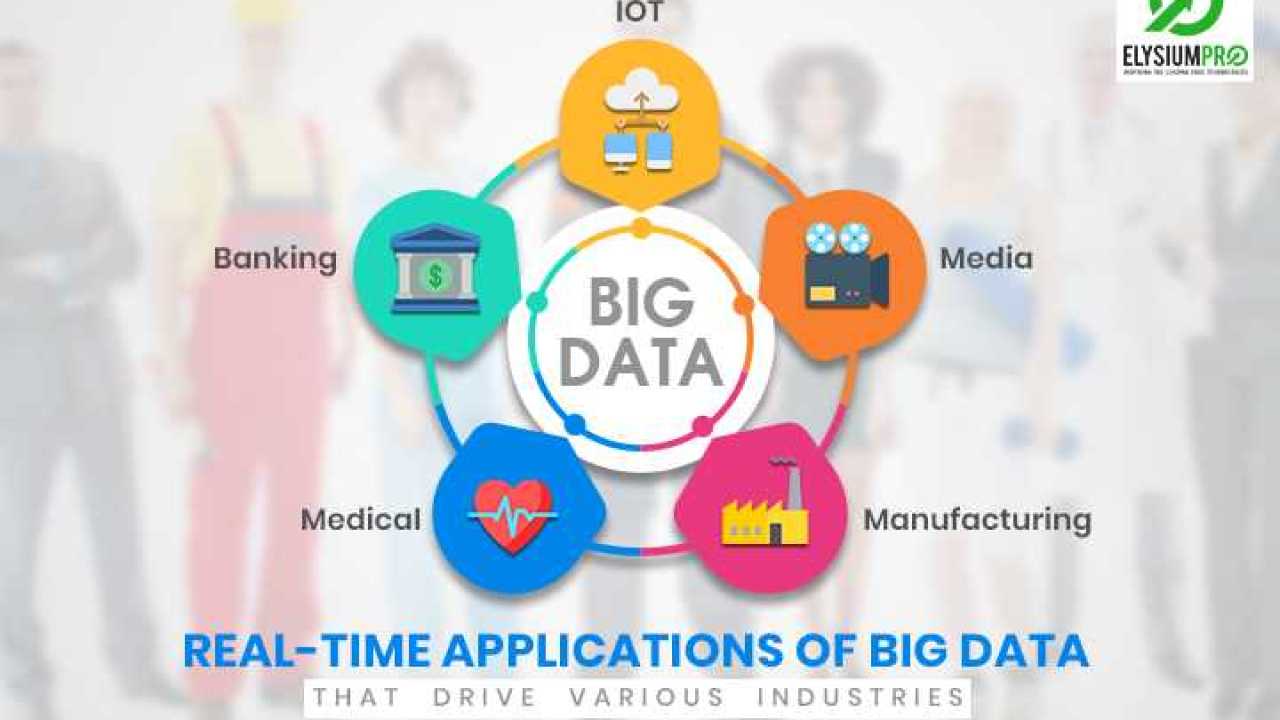 IOT
ELYSIUMPRO
Banking
Media
$
BIG
DATA
Medical
Manufacturing
REAL-TIME APPLICATIONS OF BIG DATA
THAT DRIVE VARIOUS INDUSTRIES